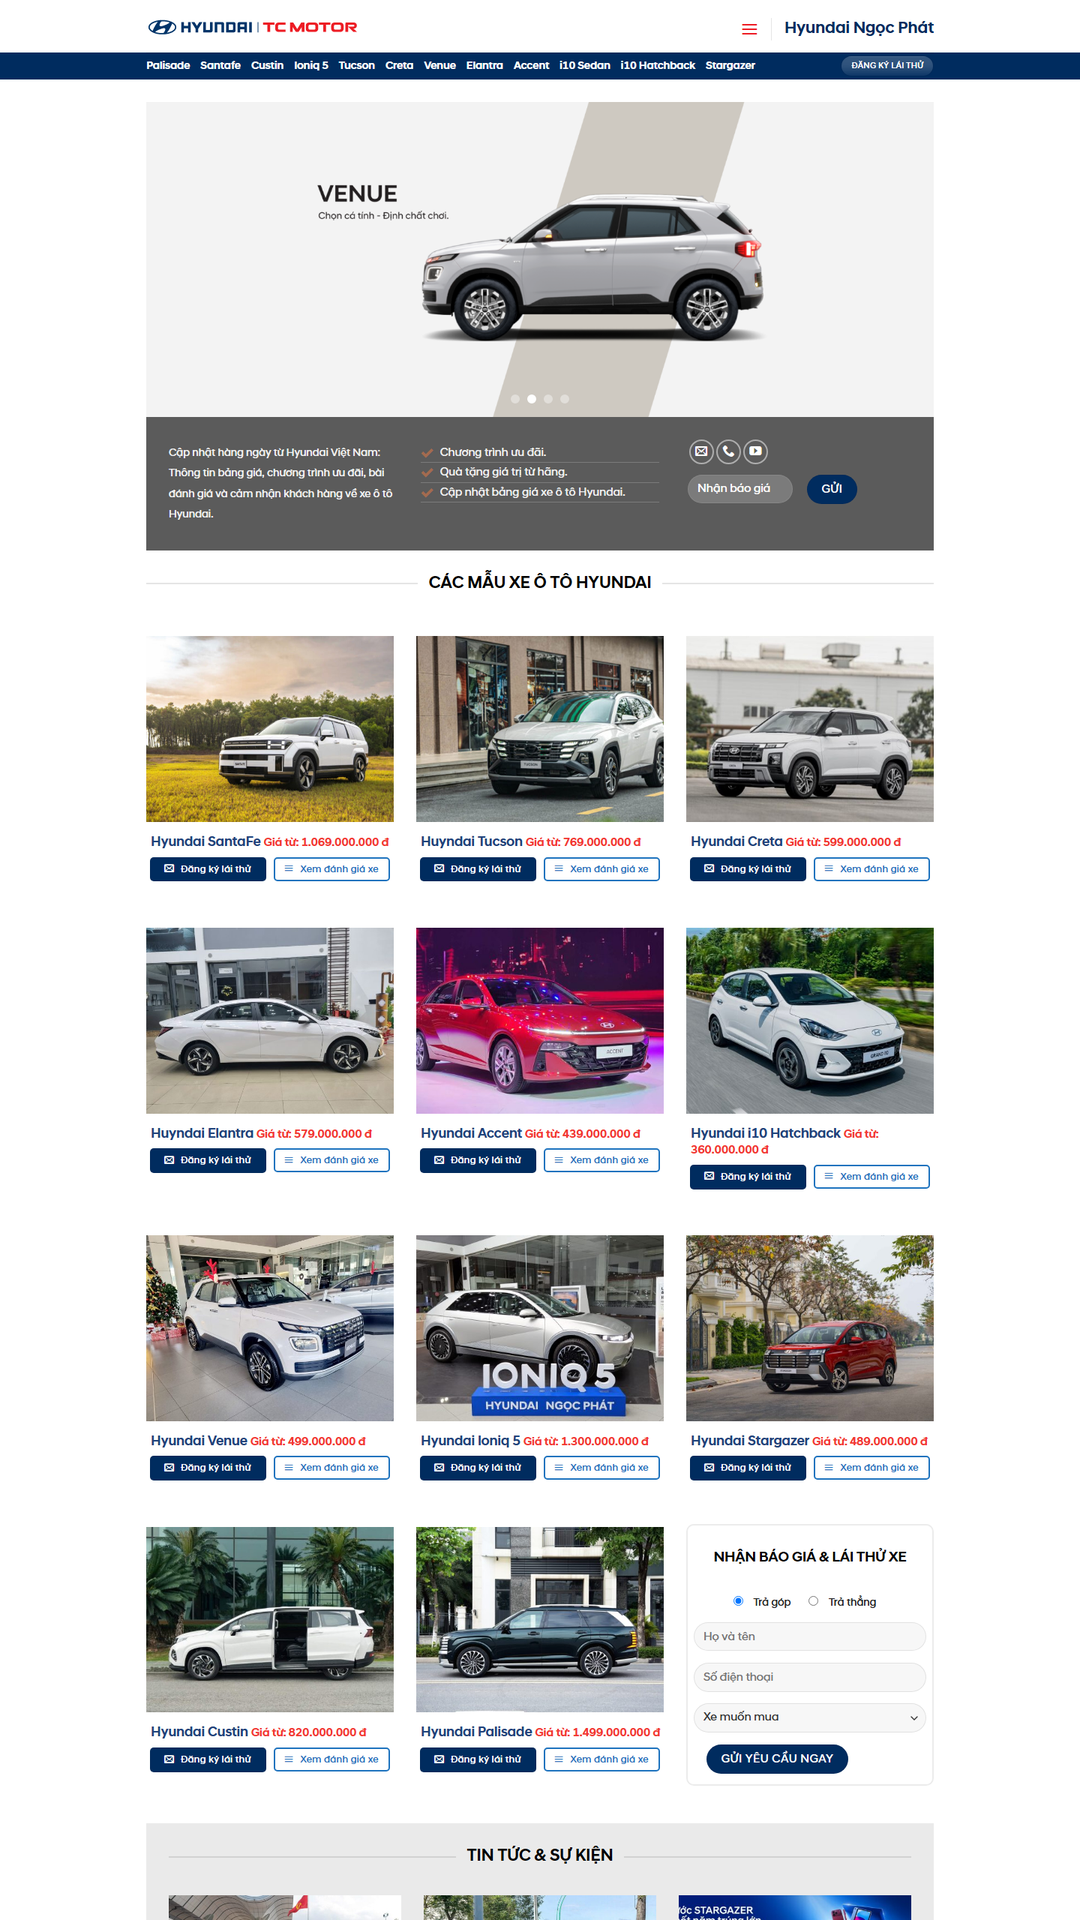 HYUNDAI | TC MOTOR
Hyundai Ngọc Phát
Palisade Santafe Custin Ioniq 5 Tucson Creta Venue Elantra Accent i10 Sedan i10 Hatchback Stargazer
ĐĂNG KÝ LÁI THỬ
VENUE
Chọn cá tính - Định chất chơi.
Cập nhật hàng ngày từ Hyundai Việt Nam:
Thông tin bảng giá, chương trình ưu đãi, bài
đánh giá và cảm nhận khách hàng về xe ô tô
Hyundai.
Chương trình ưu đãi.
Quà tặng giá trị từ hãng.
Cập nhật bảng giá xe ô tô Hyundai.
Nhận báo giá
GỬI
CÁC MẪU XE Ô TÔ HYUNDAI
Hyundai SantaFe Giá từ: 1.069.000.000 đ
Đăng ký lái thử
Xem đánh giá xe
TUCSON
Huyndai Tucson Giá từ: 769.000.000 đ
Đăng ký lái thử
Xem đánh giá xe
Hyundai Creta Giá từ: 599.000.000 đ
Đăng ký lái thử
Xem đánh giá xe
Huyndai Elantra Giá từ: 579.000.000 đ
Đăng ký lái thử
Xem đánh giá xe
ACCENT
Hyundai Accent Giá từ: 439.000.000 đ
Đăng ký lái thử
Xem đánh giá xe
Hyundai i10 Hatchback Giá từ:
360.000.000 đ
Đăng ký lái thử
Xem đánh giá xe
Hyundai Venue Giá từ: 499.000.000 đ
Đăng ký lái thử
Xem đánh giá xe
IONIQ 5
HYUNDAI NGỌC PHÁT
Hyundai Ioniq 5 Giá từ: 1.300.000.000 đ
Đăng ký lái thử
Xem đánh giá xe
Hyundai Stargazer Giá từ: 489.000.000 đ
Đăng ký lái thử
Xem đánh giá xe
Hyundai Custin Giá từ: 820.000.000 đ
Đăng ký lái thử
Xem đánh giá xe
Hyundai Palisade Giá từ: 1.499.000.000 đ
Đăng ký lái thử
Xem đánh giá xe
NHẬN BÁO GIÁ & LÁI THỬ XE
Trả góp
Trả thẳng
Họ và tên
Số điện thoại
Xe muốn mua
GỬI YÊU CẦU NGAY
TIN TỨC & SỰ KIỆN
STARGAZER